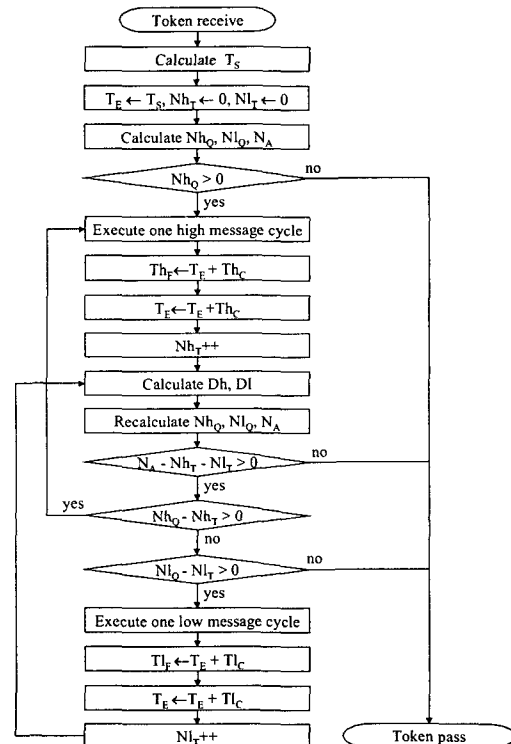 Token receive
Calculate T_S
T_E ← T_S, Nh_T ← 0, Nl_T ← 0
Calculate Nh_Q, Nl_Q, N_A
Nh_Q > 0
no
yes
Execute one high message cycle
Th_F ← T_E + Th_C
T_E ← T_E + Th_C
Nh_T++
Calculate Dh, Dl
Recalculate Nh_Q, Nl_Q, N_A
N_A - Nh_T - Nl_T > 0
no
yes
yes
Nh_Q - Nh_T > 0
no
Nl_Q - Nl_T > 0
no
yes
Execute one low message cycle
Tl_F ← T_E + Tl_C
T_E ← T_E + Tl_C
Nl_T++
Token pass